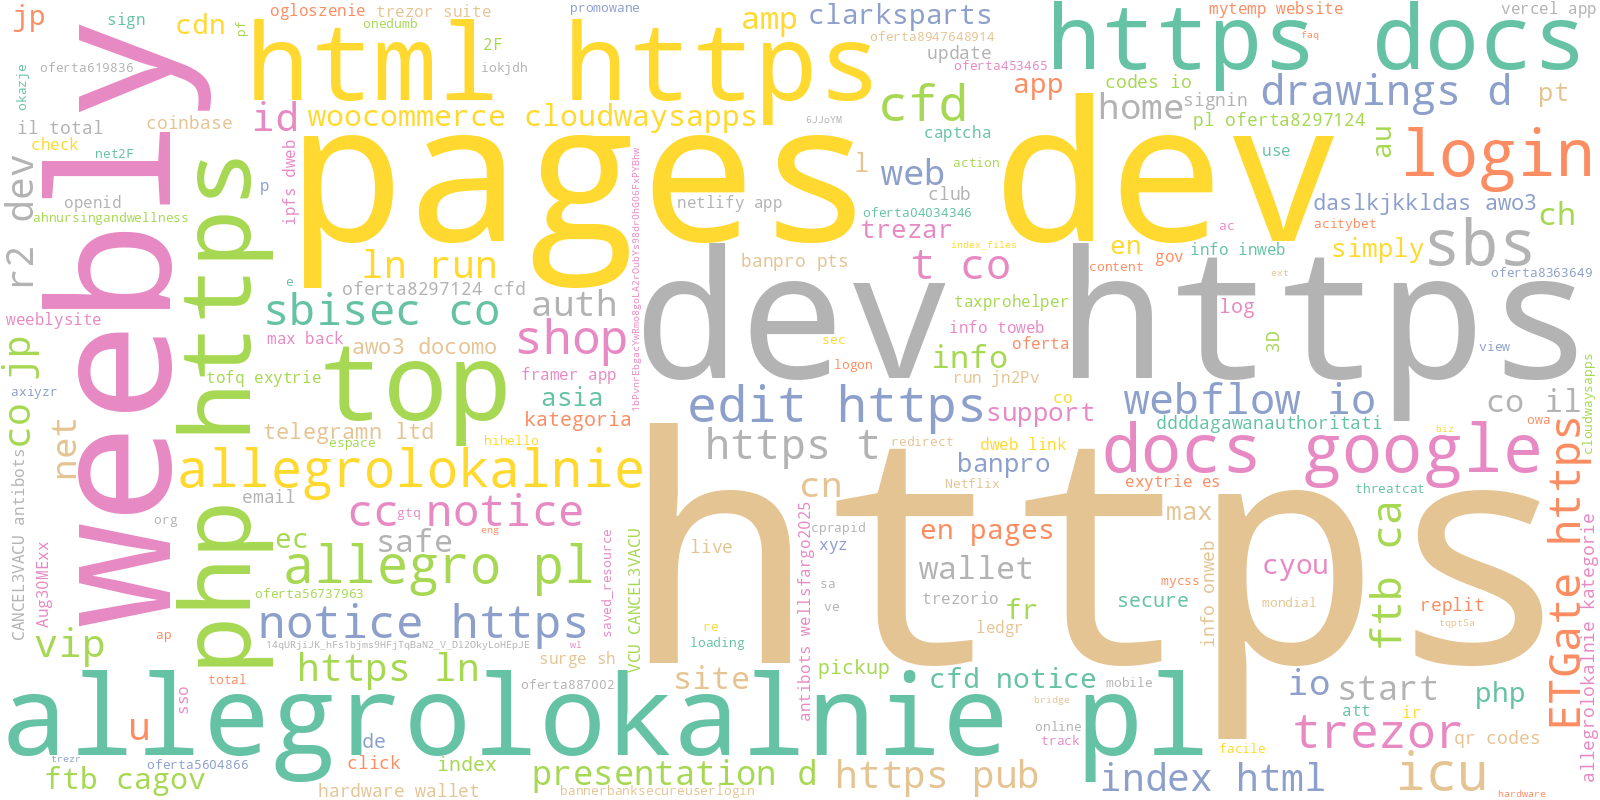 jp
sign
cdn
pf
ogloszenie
trezor suite
onedumb
promowane
amp
clarksparts
https docs
mytemp website
faq
vercel app
oferta619836
okazje
weebly
html https
2F
iokjdh
oferta8947648914
update
oferta453465
app
codes io
drawings d
pt
il total
coinbase
id
woocommerce cloudwaysapps
6JJoYM
cfd
captcha
home
signin
pl oferta8297124
au
login
check
net2F
php https
ipfs dweb
pages dev
l
web
action
use
r2 dev
openid
p
netlify app
club
daslkjkkldas awo3
ch
ahnursingandwellness
oferta04034346
acitybet
trezar
ac
index_files
en
info inweb
simply
sbs
ln run
banpro pts
t co
content
gov
ext
oferta8363649
e
oferta8297124 cfd
auth
dev https
weeblysite
sbisec co
taxprohelper
log
max back
awo3 docomo
shop
info toweb
oferta
3D
sec
view
co jp
top
info
logon
tofq exytrie
framer app
run jn2Pv
axiyzr
asia
edit https
co
webflow io
co il
kategoria
support
ddddagawanauthoritati
owa
cloudwaysapps
telegramn ltd
espace
hihello
https t
redirect
dweb link
docs google
biz
net
allegrolokalnie
banpro
ETGate https
email
cn
Netflix
exytrie es
threatcat
cc
gtq
notice
https
org
eng
cprapid
en pages
max
ftb ca
ec
safe
live
xyz
CANCEL3VACU antibots
Aug30MExx
allegro pl
VCU CANCEL3VACU
saved_resource
antibots wellsfargo2025
wallet
info onweb
cyou
mycss
allegrolokalnie kategorie
oferta56737963
sa
trezorio
fr
secure
mondial
replit
ve
notice https
re
ledgr
tqpt5a
vip
ap
loading
wl
https ln
surge sh
pickup
total
sso
oferta887002
site
cfd notice
mobile
io
start
php
allegrolokalnie pl
bridge
att
ir
u
de
online
track
trezor
qr codes
facile
trezr
oferta5604866
click
index
ftb cagov
presentation d
https pub
index html
icu
hardware wallet
bannerbanksecureuserlogin
hardware